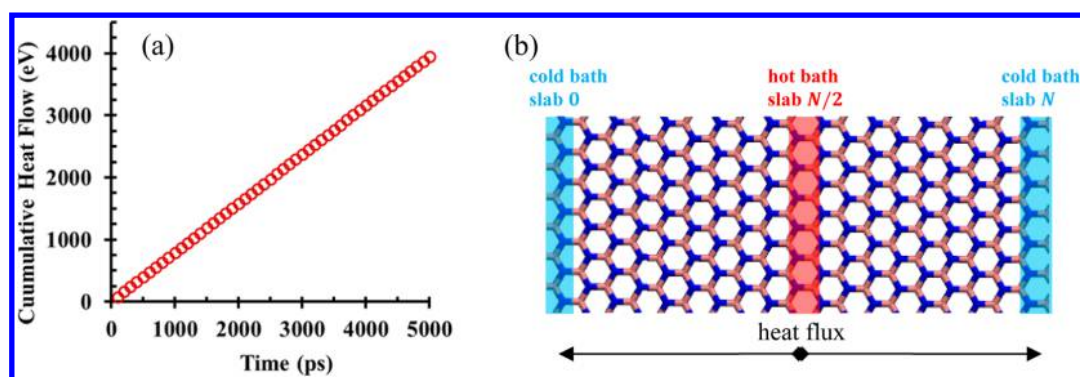 (a)
Cuumulative Heat Flow (eV)
4000
3000
2000
1000
0
0 1000 2000 3000 4000 5000
Time (ps)
(b)
cold bath
slab 0
hot bath
slab N/2
cold bath
slab N
heat flux